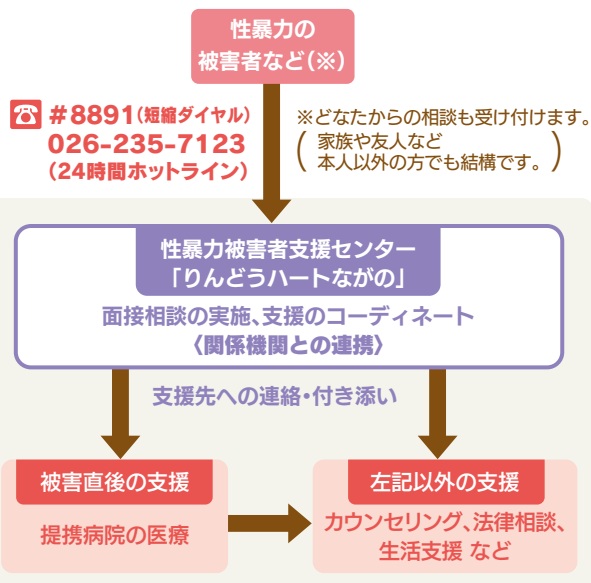 性暴力の
被害者など(※)
#8891(短縮ダイヤル)
026-235-7123
(24時間ホットライン)
※どなたからの相談も受け付けます。
(家族や友人など
本人以外の方でも結構です。)
性暴力被害者支援センター
「りんどうハートながの」
面接相談の実施、支援のコーディネート
〈関係機関との連携〉
支援先への連絡・付き添い
被害直後の支援
提携病院の医療
左記以外の支援
カウンセリング、法律相談、
生活支援 など